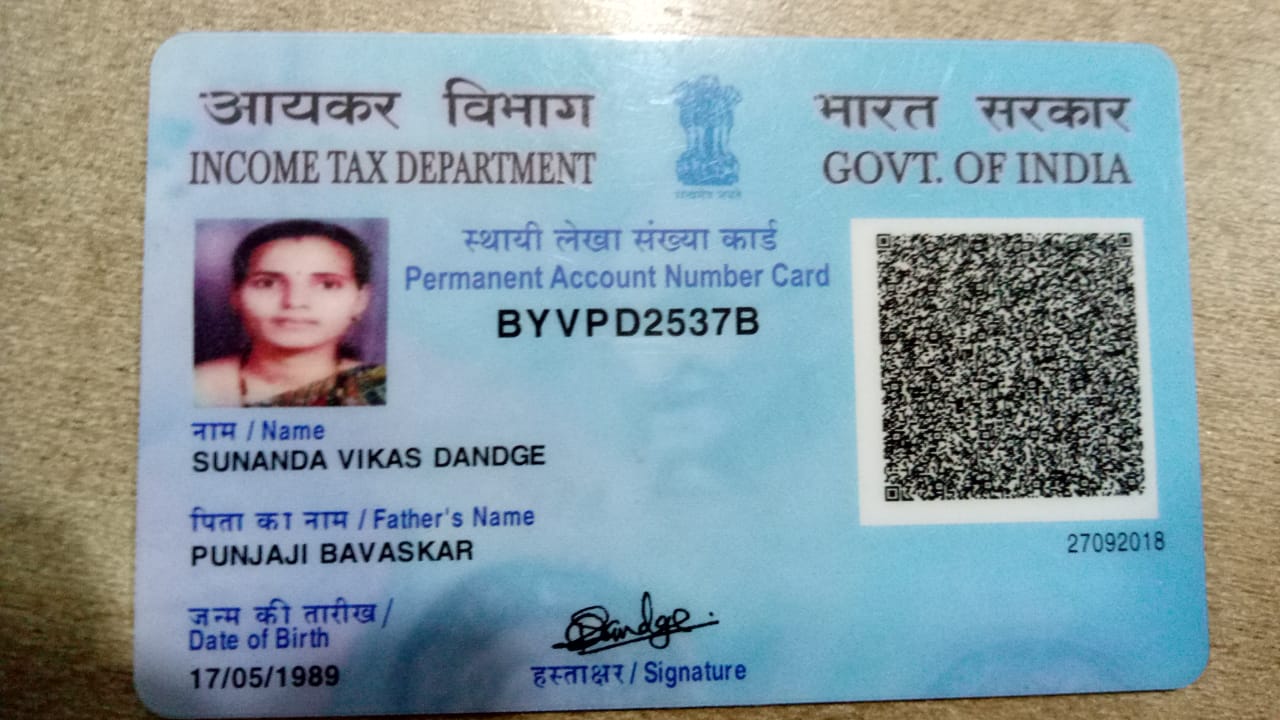 आयकर विभाग
INCOME TAX DEPARTMENT
भारत सरकार
GOVT. OF INDIA
सत्यमेव जयते
स्थायी लेखा संख्या कार्ड
Permanent Account Number Card
BYVPD2537B
नाम / Name
SUNANDA VIKAS DANDGE
पिता का नाम / Father's Name
PUNJAJI BAVASKAR
27092018
जन्म की तारीख /
Date of Birth
17/05/1989
Dandge
हस्ताक्षर / Signature